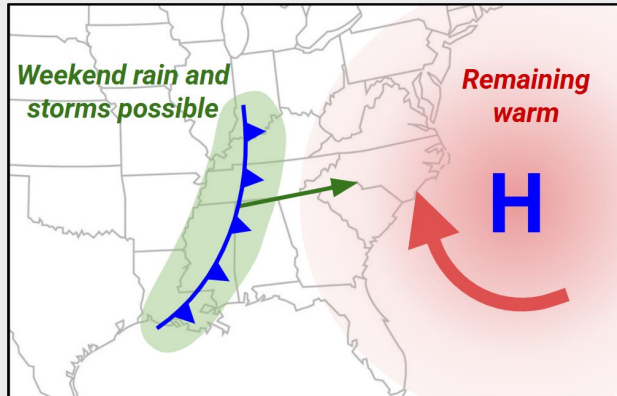 Weekend rain and
storms possible
Remaining
warm
H